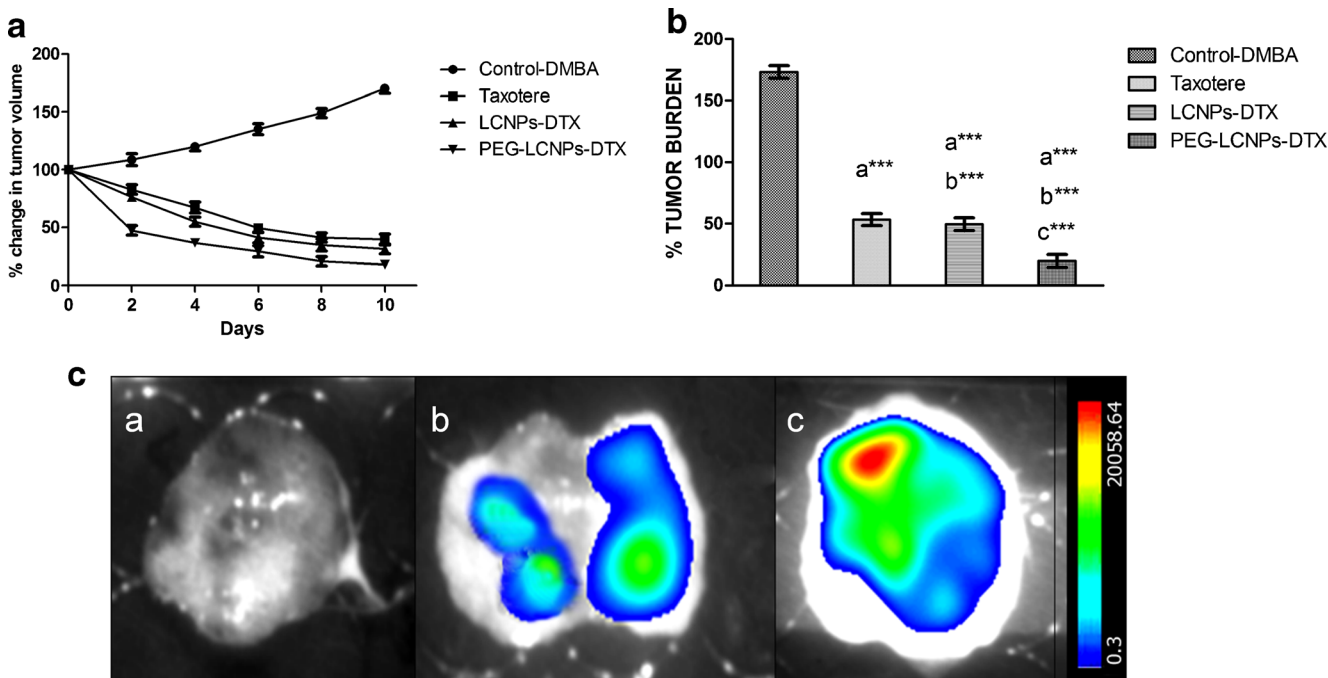 a
% change in tumor volume
200
150
100
50
0
0 2 4 6 8 10
Days
Control-DMBA
Taxotere
LCNPs-DTX
PEG-LCNPs-DTX
b
% TUMOR BURDEN
200
150
100
50
0
a***
a***
b***
a***
b***
c***
Control-DMBA
Taxotere
LCNPs-DTX
PEG-LCNPs-DTX
c
a
b
c
20058.64
0.3